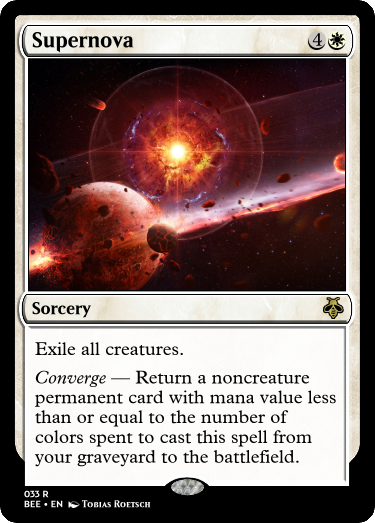 Supernova 4
Sorcery
Exile all creatures.
Converge — Return a noncreature
permanent card with mana value less
than or equal to the number of
colors spent to cast this spell from
your graveyard to the battlefield.
033 R
BEE • EN Tobias Roetsch